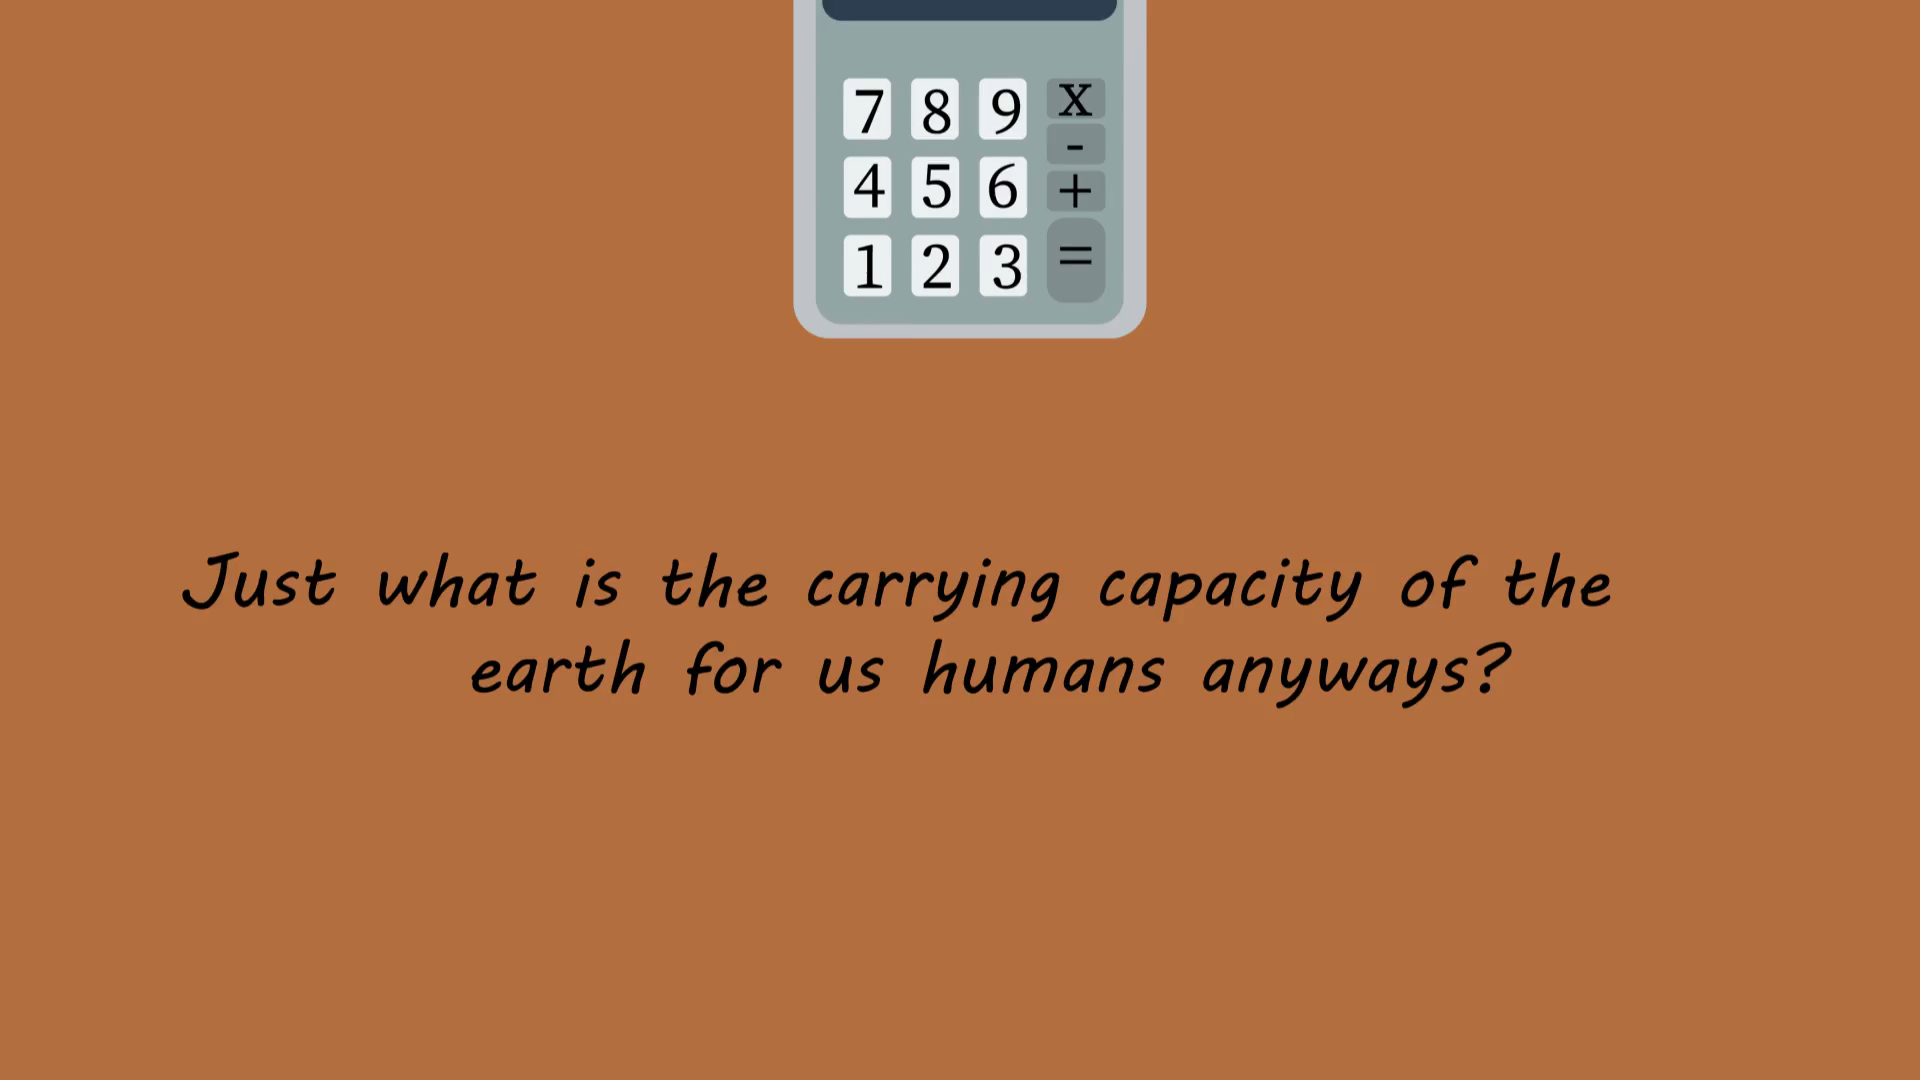 7 8 9 x
-
4 5 6 +
1 2 3 =
Just what is the carrying capacity of the
earth for us humans anyways?